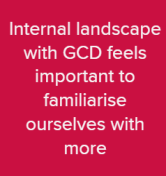 Internal landscape
with GCD feels
important to
familiarise
ourselves with
more